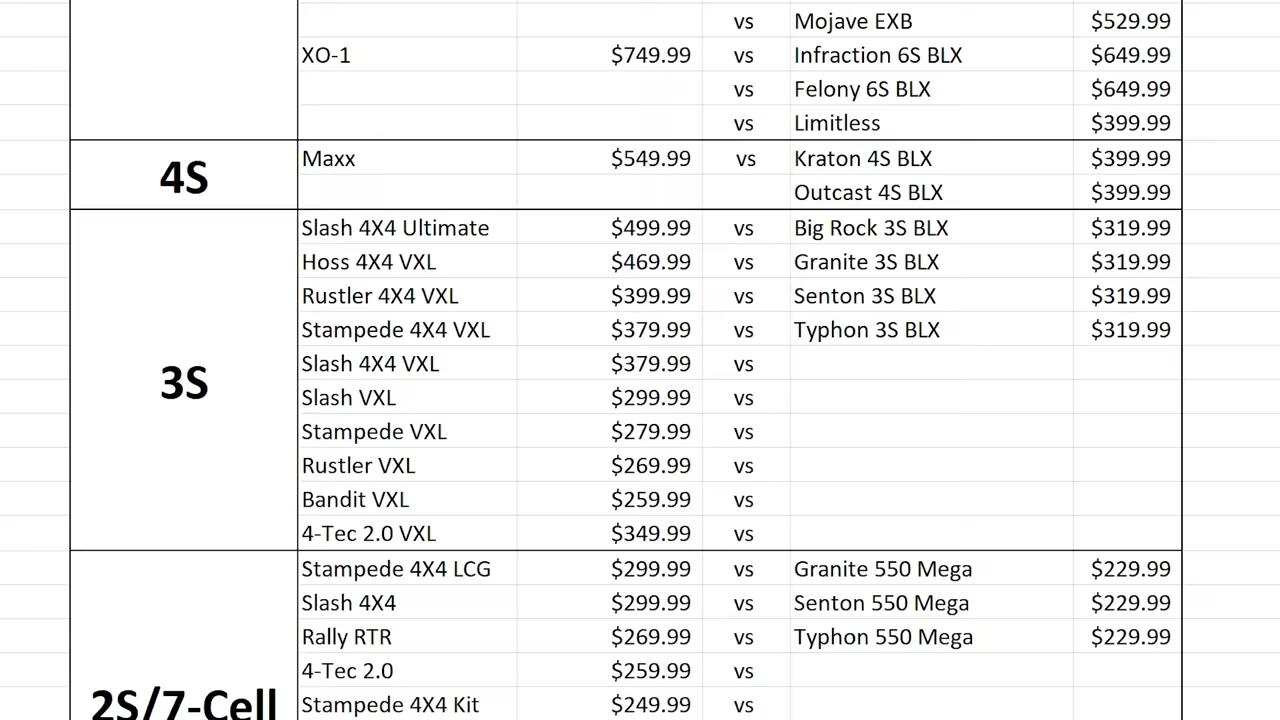 vs Mojave EXB $529.99
XO-1 $749.99 vs Infraction 6S BLX $649.99
vs Felony 6S BLX $649.99
vs Limitless $399.99
4S
Maxx $549.99 vs Kraton 4S BLX $399.99
Outcast 4S BLX $399.99
3S
Slash 4X4 Ultimate $499.99 vs Big Rock 3S BLX $319.99
Hoss 4X4 VXL $469.99 vs Granite 3S BLX $319.99
Rustler 4X4 VXL $399.99 vs Senton 3S BLX $319.99
Stampede 4X4 VXL $379.99 vs Typhon 3S BLX $319.99
Slash 4X4 VXL $379.99 vs
Slash VXL $299.99 vs
Stampede VXL $279.99 vs
Rustler VXL $269.99 vs
Bandit VXL $259.99 vs
4-Tec 2.0 VXL $349.99 vs
2S/7-Cell
Stampede 4X4 LCG $299.99 vs Granite 550 Mega $229.99
Slash 4X4 $299.99 vs Senton 550 Mega $229.99
Rally RTR $269.99 vs Typhon 550 Mega $229.99
4-Tec 2.0 $259.99 vs
Stampede 4X4 Kit $249.99 vs